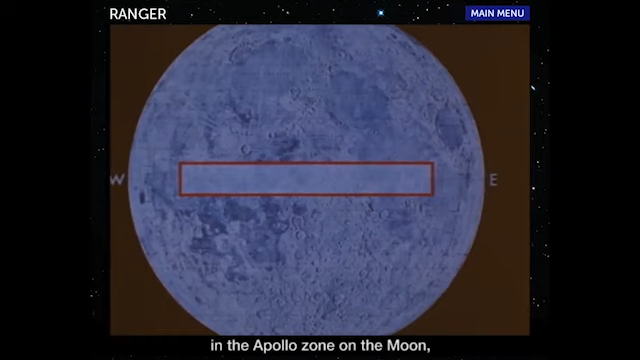 RANGER
MAIN MENU
W
E
in the Apollo zone on the Moon,